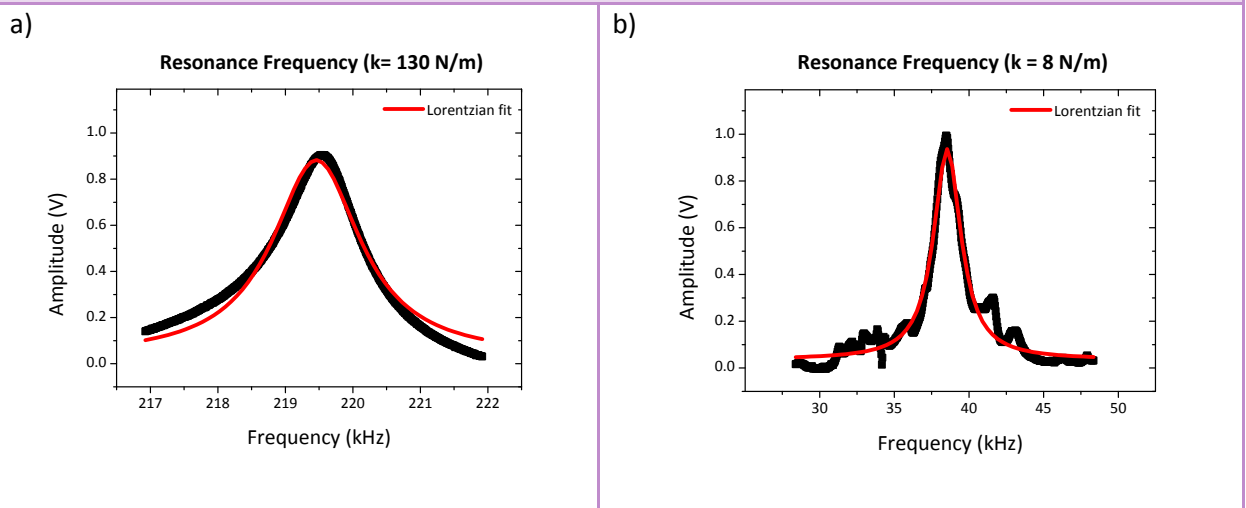 a)
Resonance Frequency (k= 130 N/m)
Lorentzian fit
1.0
0.8
0.6
0.4
0.2
0.0
Amplitude (V)
217 218 219 220 221 222
Frequency (kHz)
b)
Resonance Frequency (k = 8 N/m)
Lorentzian fit
1.0
0.8
0.6
0.4
0.2
0.0
Amplitude (V)
30 35 40 45 50
Frequency (kHz)